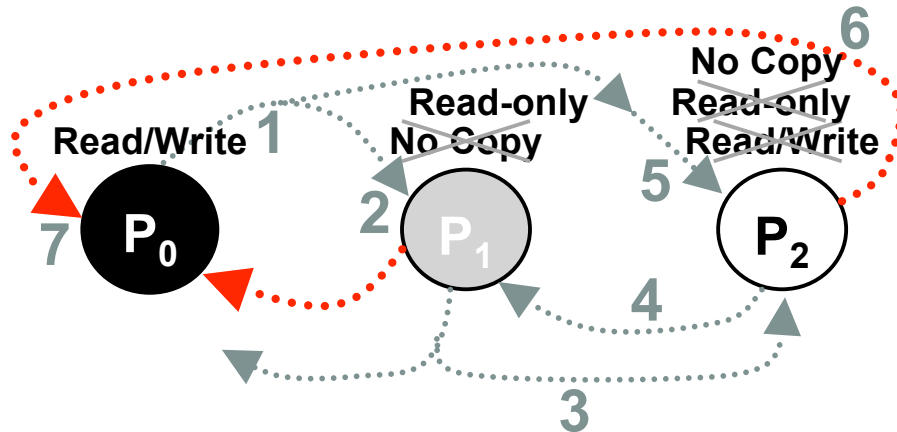 6
No Copy
Read-only
Read-only
Read/Write
1
No Copy
Read/Write
2
5
7
P0
P1
P2
4
3